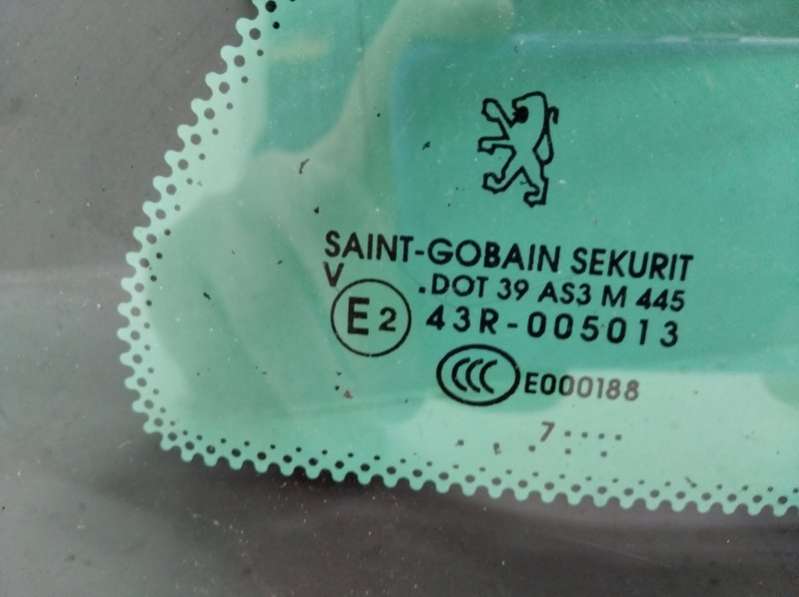 SAINT-GOBAIN SEKURIT
V .DOT 39 AS3 M 445
E2 43R-005013
CCC E000188
.7::::